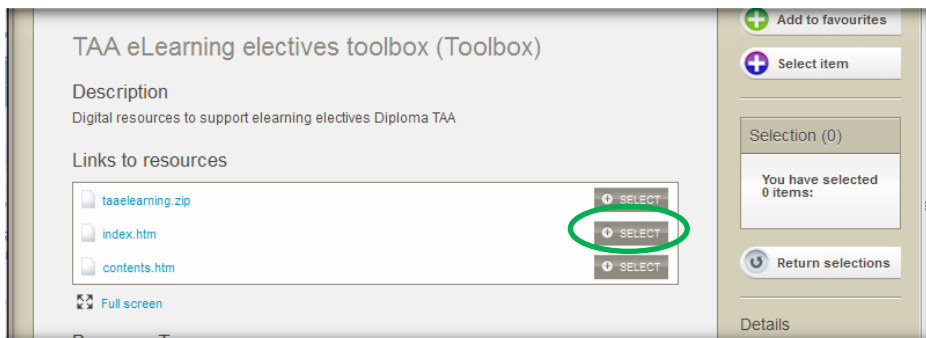 TAA eLearning electives toolbox (Toolbox)
Description
Digital resources to support elearning electives Diploma TAA
Links to resources
taaelearning.zip
SELECT
index.htm
SELECT
contents.htm
SELECT
Full screen
Add to favourites
Select item
Selection (0)
You have selected
0 items:
Return selections
Details